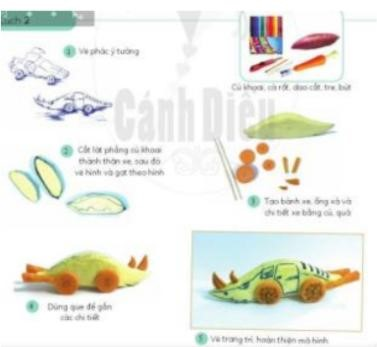 Cách 2
1 Vẽ phác ý tưởng
Củ khoai, cà rốt, dao cắt, tre, bút
Cánh Diều
2 Cắt lát phẳng củ khoai
thành thân xe, sau đó
vẽ hình và gọt theo hình
3 Tạo bánh xe, ống xả và
chi tiết xe bằng củ, quả
4 Dùng que để gắn
các chi tiết
5 Vẽ trang trí, hoàn thiện mô hình